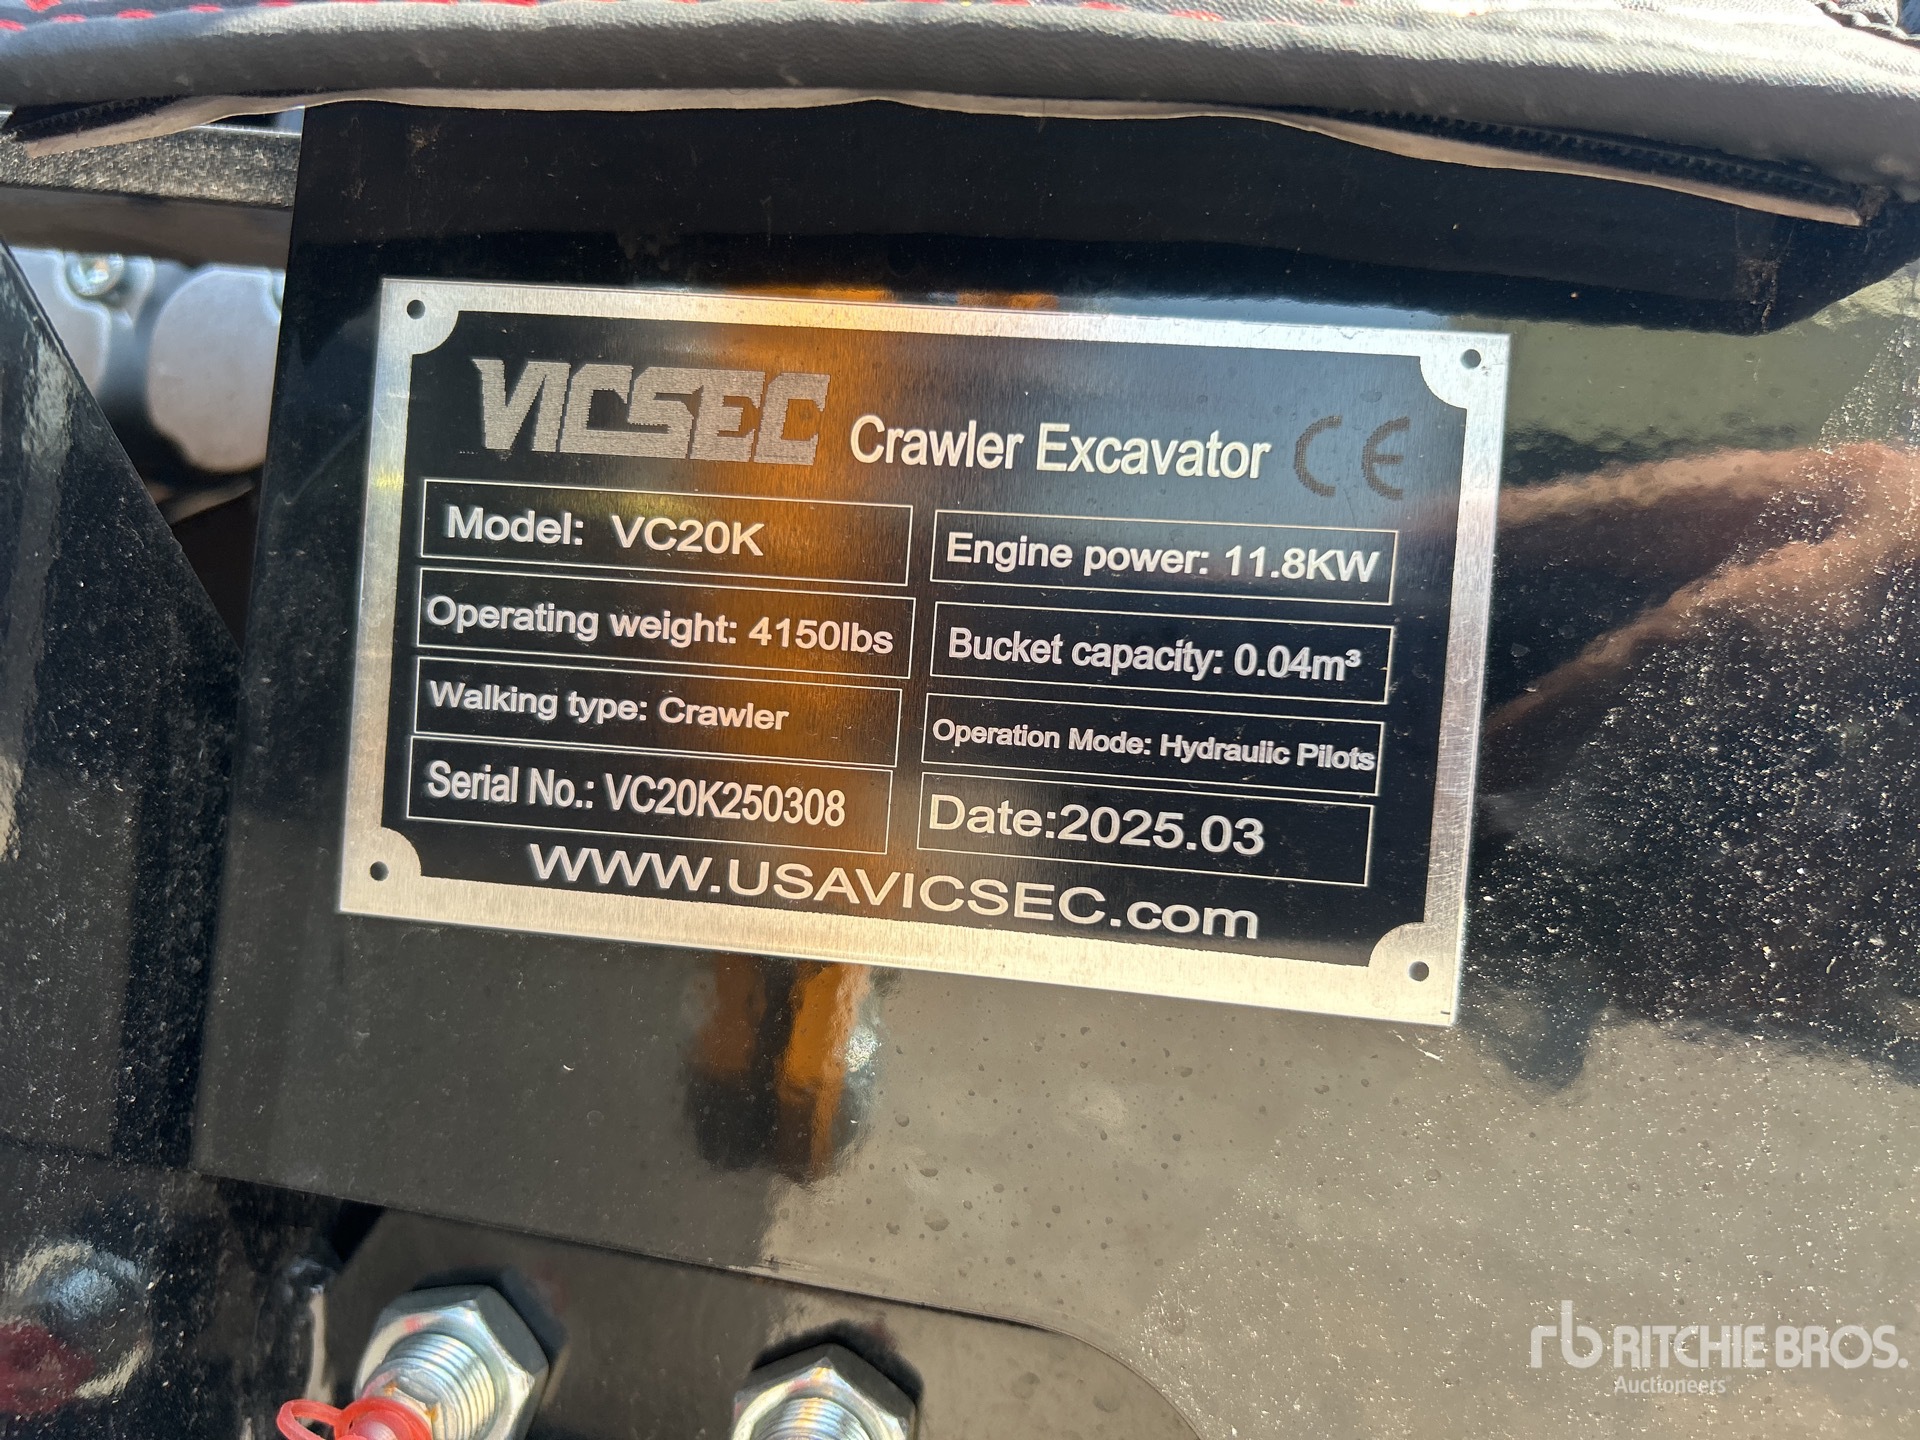 VICSEC Crawler Excavator CE
Model: VC20K
Engine power: 11.8KW
Operating weight: 4150lbs
Bucket capacity: 0.04m³
Walking type: Crawler
Operation Mode: Hydraulic Pilots
Serial No.: VC20K250308
Date:2025.03
WWW.USAVICSEC.com
rb RITCHIE BROS.
Auctioneers